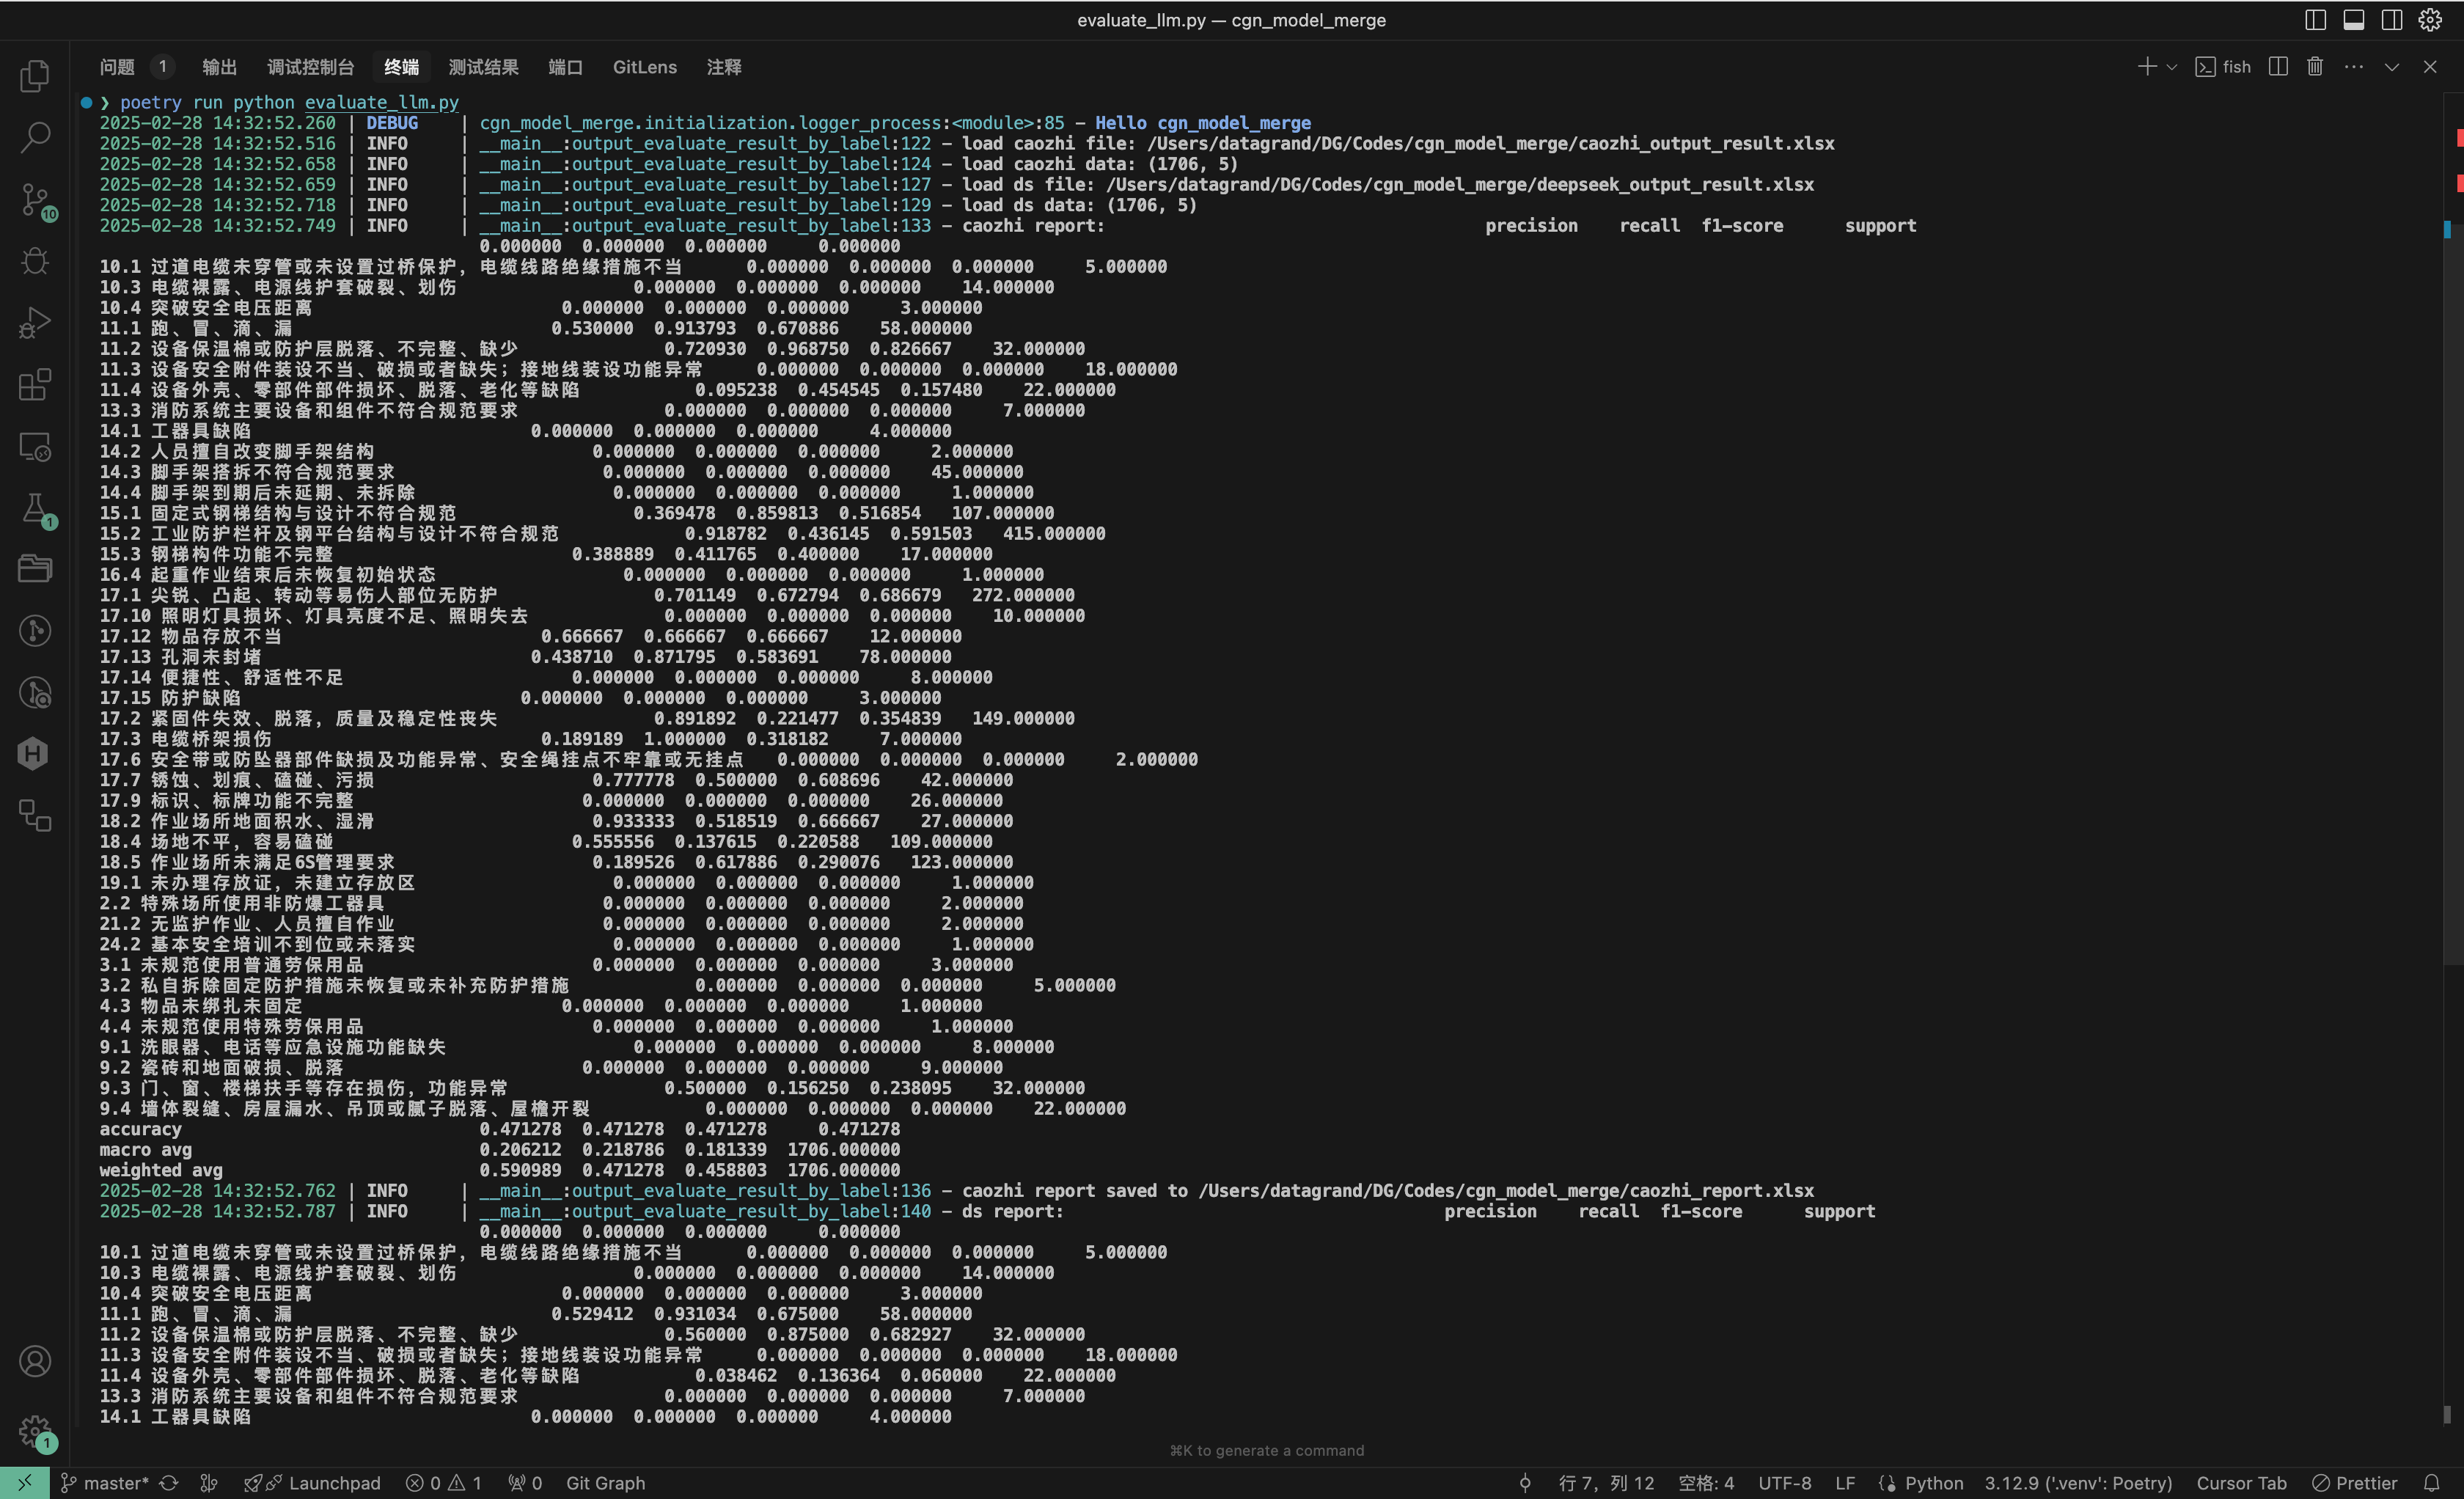 evaluate_llm.py — cgn_model_merge
问题 1 输出 调试控制台 终端 测试结果 端口 GitLens 注释 fish
❯ poetry run python evaluate_llm.py
2025-02-28 14:32:52.260 | DEBUG | cgn_model_merge.initialization.logger_process:<module>:85 - Hello cgn_model_merge
2025-02-28 14:32:52.516 | INFO | __main__:output_evaluate_result_by_label:122 - load caozhi file: /Users/datagrand/DG/Codes/cgn_model_merge/caozhi_output_result.xlsx
2025-02-28 14:32:52.658 | INFO | __main__:output_evaluate_result_by_label:124 - load caozhi data: (1706, 5)
2025-02-28 14:32:52.659 | INFO | __main__:output_evaluate_result_by_label:127 - load ds file: /Users/datagrand/DG/Codes/cgn_model_merge/deepseek_output_result.xlsx
2025-02-28 14:32:52.718 | INFO | __main__:output_evaluate_result_by_label:129 - load ds data: (1706, 5)
2025-02-28 14:32:52.749 | INFO | __main__:output_evaluate_result_by_label:133 - caozhi report: precision recall f1-score support
0.000000 0.000000 0.000000 0.000000
10.1 过道电缆未穿管或未设置过桥保护，电缆线路绝缘措施不当 0.000000 0.000000 0.000000 5.000000
10.3 电缆裸露、电源线护套破裂、划伤 0.000000 0.000000 0.000000 14.000000
10.4 突破安全电压距离 0.000000 0.000000 0.000000 3.000000
11.1 跑、冒、滴、漏 0.530000 0.913793 0.670886 58.000000
11.2 设备保温棉或防护层脱落、不完整、缺少 0.720930 0.968750 0.826667 32.000000
11.3 设备安全附件装设不当、破损或者缺失；接地线装设功能异常 0.000000 0.000000 0.000000 18.000000
11.4 设备外壳、零部件部件损坏、脱落、老化等缺陷 0.095238 0.454545 0.157480 22.000000
13.3 消防系统主要设备和组件不符合规范要求 0.000000 0.000000 0.000000 7.000000
14.1 工器具缺陷 0.000000 0.000000 0.000000 4.000000
14.2 人员擅自改变脚手架结构 0.000000 0.000000 0.000000 2.000000
14.3 脚手架搭拆不符合规范要求 0.000000 0.000000 0.000000 45.000000
14.4 脚手架到期后未延期、未拆除 0.000000 0.000000 0.000000 1.000000
15.1 固定式钢梯结构与设计不符合规范 0.369478 0.859813 0.516854 107.000000
15.2 工业防护栏杆及钢平台结构与设计不符合规范 0.918782 0.436145 0.591503 415.000000
15.3 钢梯构件功能不完整 0.388889 0.411765 0.400000 17.000000
16.4 起重作业结束后未恢复初始状态 0.000000 0.000000 0.000000 1.000000
17.1 尖锐、凸起、转动等易伤人部位无防护 0.701149 0.672794 0.686679 272.000000
17.10 照明灯具损坏、灯具亮度不足、照明失去 0.000000 0.000000 0.000000 10.000000
17.12 物品存放不当 0.666667 0.666667 0.666667 12.000000
17.13 孔洞未封堵 0.438710 0.871795 0.583691 78.000000
17.14 便捷性、舒适性不足 0.000000 0.000000 0.000000 8.000000
17.15 防护缺陷 0.000000 0.000000 0.000000 3.000000
17.2 紧固件失效、脱落，质量及稳定性丧失 0.891892 0.221477 0.354839 149.000000
17.3 电缆桥架损伤 0.189189 1.000000 0.318182 7.000000
17.6 安全带或防坠器部件缺损及功能异常、安全绳挂点不牢靠或无挂点 0.000000 0.000000 0.000000 2.000000
17.7 锈蚀、划痕、磕碰、污损 0.777778 0.500000 0.608696 42.000000
17.9 标识、标牌功能不完整 0.000000 0.000000 0.000000 26.000000
18.2 作业场所地面积水、湿滑 0.933333 0.518519 0.666667 27.000000
18.4 场地不平，容易磕碰 0.555556 0.137615 0.220588 109.000000
18.5 作业场所未满足6S管理要求 0.189526 0.617886 0.290076 123.000000
19.1 未办理存放证，未建立存放区 0.000000 0.000000 0.000000 1.000000
2.2 特殊场所使用非防爆工器具 0.000000 0.000000 0.000000 2.000000
21.2 无监护作业、人员擅自作业 0.000000 0.000000 0.000000 2.000000
24.2 基本安全培训不到位或未落实 0.000000 0.000000 0.000000 1.000000
3.1 未规范使用普通劳保用品 0.000000 0.000000 0.000000 3.000000
3.2 私自拆除固定防护措施未恢复或未补充防护措施 0.000000 0.000000 0.000000 5.000000
4.3 物品未绑扎未固定 0.000000 0.000000 0.000000 1.000000
4.4 未规范使用特殊劳保用品 0.000000 0.000000 0.000000 1.000000
9.1 洗眼器、电话等应急设施功能缺失 0.000000 0.000000 0.000000 8.000000
9.2 瓷砖和地面破损、脱落 0.000000 0.000000 0.000000 9.000000
9.3 门、窗、楼梯扶手等存在损伤，功能异常 0.500000 0.156250 0.238095 32.000000
9.4 墙体裂缝、房屋漏水、吊顶或腻子脱落、屋檐开裂 0.000000 0.000000 0.000000 22.000000
accuracy 0.471278 0.471278 0.471278 0.471278
macro avg 0.206212 0.218786 0.181339 1706.000000
weighted avg 0.590989 0.471278 0.458803 1706.000000
2025-02-28 14:32:52.762 | INFO | __main__:output_evaluate_result_by_label:136 - caozhi report saved to /Users/datagrand/DG/Codes/cgn_model_merge/caozhi_report.xlsx
2025-02-28 14:32:52.787 | INFO | __main__:output_evaluate_result_by_label:140 - ds report: precision recall f1-score support
0.000000 0.000000 0.000000 0.000000
10.1 过道电缆未穿管或未设置过桥保护，电缆线路绝缘措施不当 0.000000 0.000000 0.000000 5.000000
10.3 电缆裸露、电源线护套破裂、划伤 0.000000 0.000000 0.000000 14.000000
10.4 突破安全电压距离 0.000000 0.000000 0.000000 3.000000
11.1 跑、冒、滴、漏 0.529412 0.931034 0.675000 58.000000
11.2 设备保温棉或防护层脱落、不完整、缺少 0.560000 0.875000 0.682927 32.000000
11.3 设备安全附件装设不当、破损或者缺失；接地线装设功能异常 0.000000 0.000000 0.000000 18.000000
11.4 设备外壳、零部件部件损坏、脱落、老化等缺陷 0.038462 0.136364 0.060000 22.000000
13.3 消防系统主要设备和组件不符合规范要求 0.000000 0.000000 0.000000 7.000000
14.1 工器具缺陷 0.000000 0.000000 0.000000 4.000000
⌘K to generate a command
10
1
H
1
master* Launchpad 0 1 0 Git Graph 行 7，列 12 空格: 4 UTF-8 LF Python 3.12.9 ('.venv': Poetry) Cursor Tab Prettier